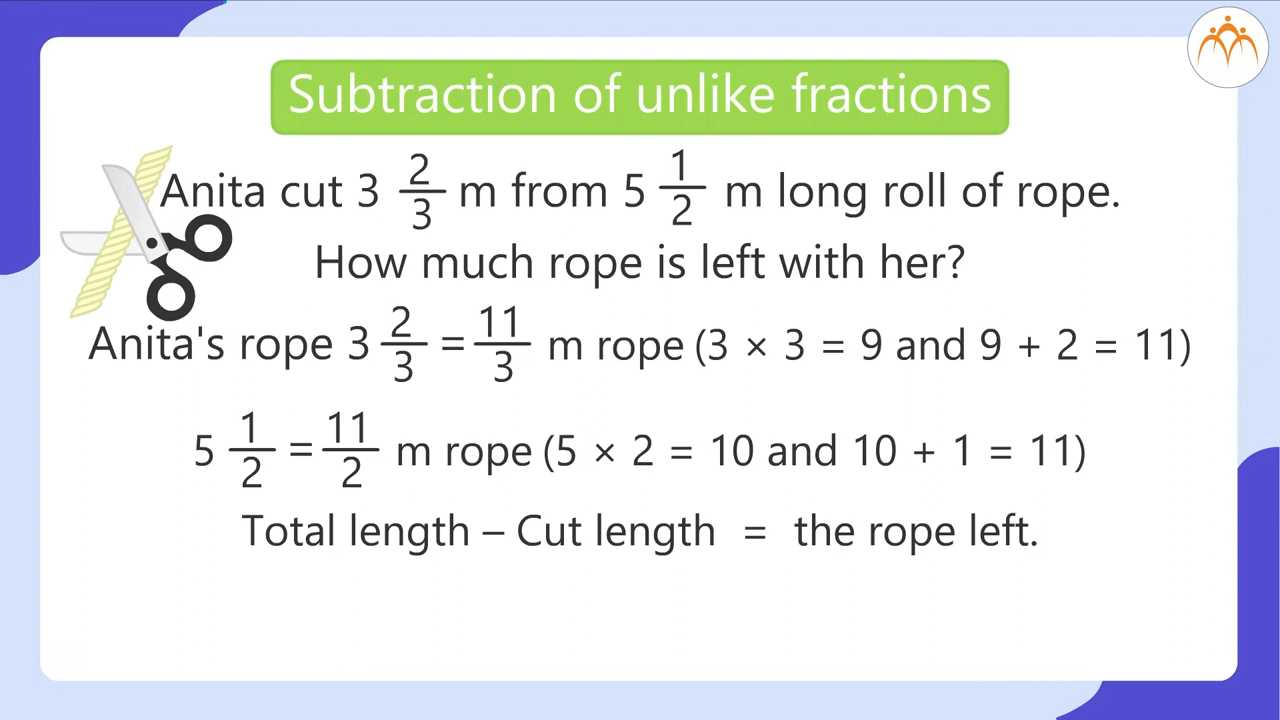 Subtraction of unlike fractions
Anita cut 3 2/3 m from 5 1/2 m long roll of rope.
How much rope is left with her?
Anita's rope 3 2/3 = 11/3 m rope (3 × 3 = 9 and 9 + 2 = 11)
5 1/2 = 11/2 m rope (5 × 2 = 10 and 10 + 1 = 11)
Total length – Cut length = the rope left.